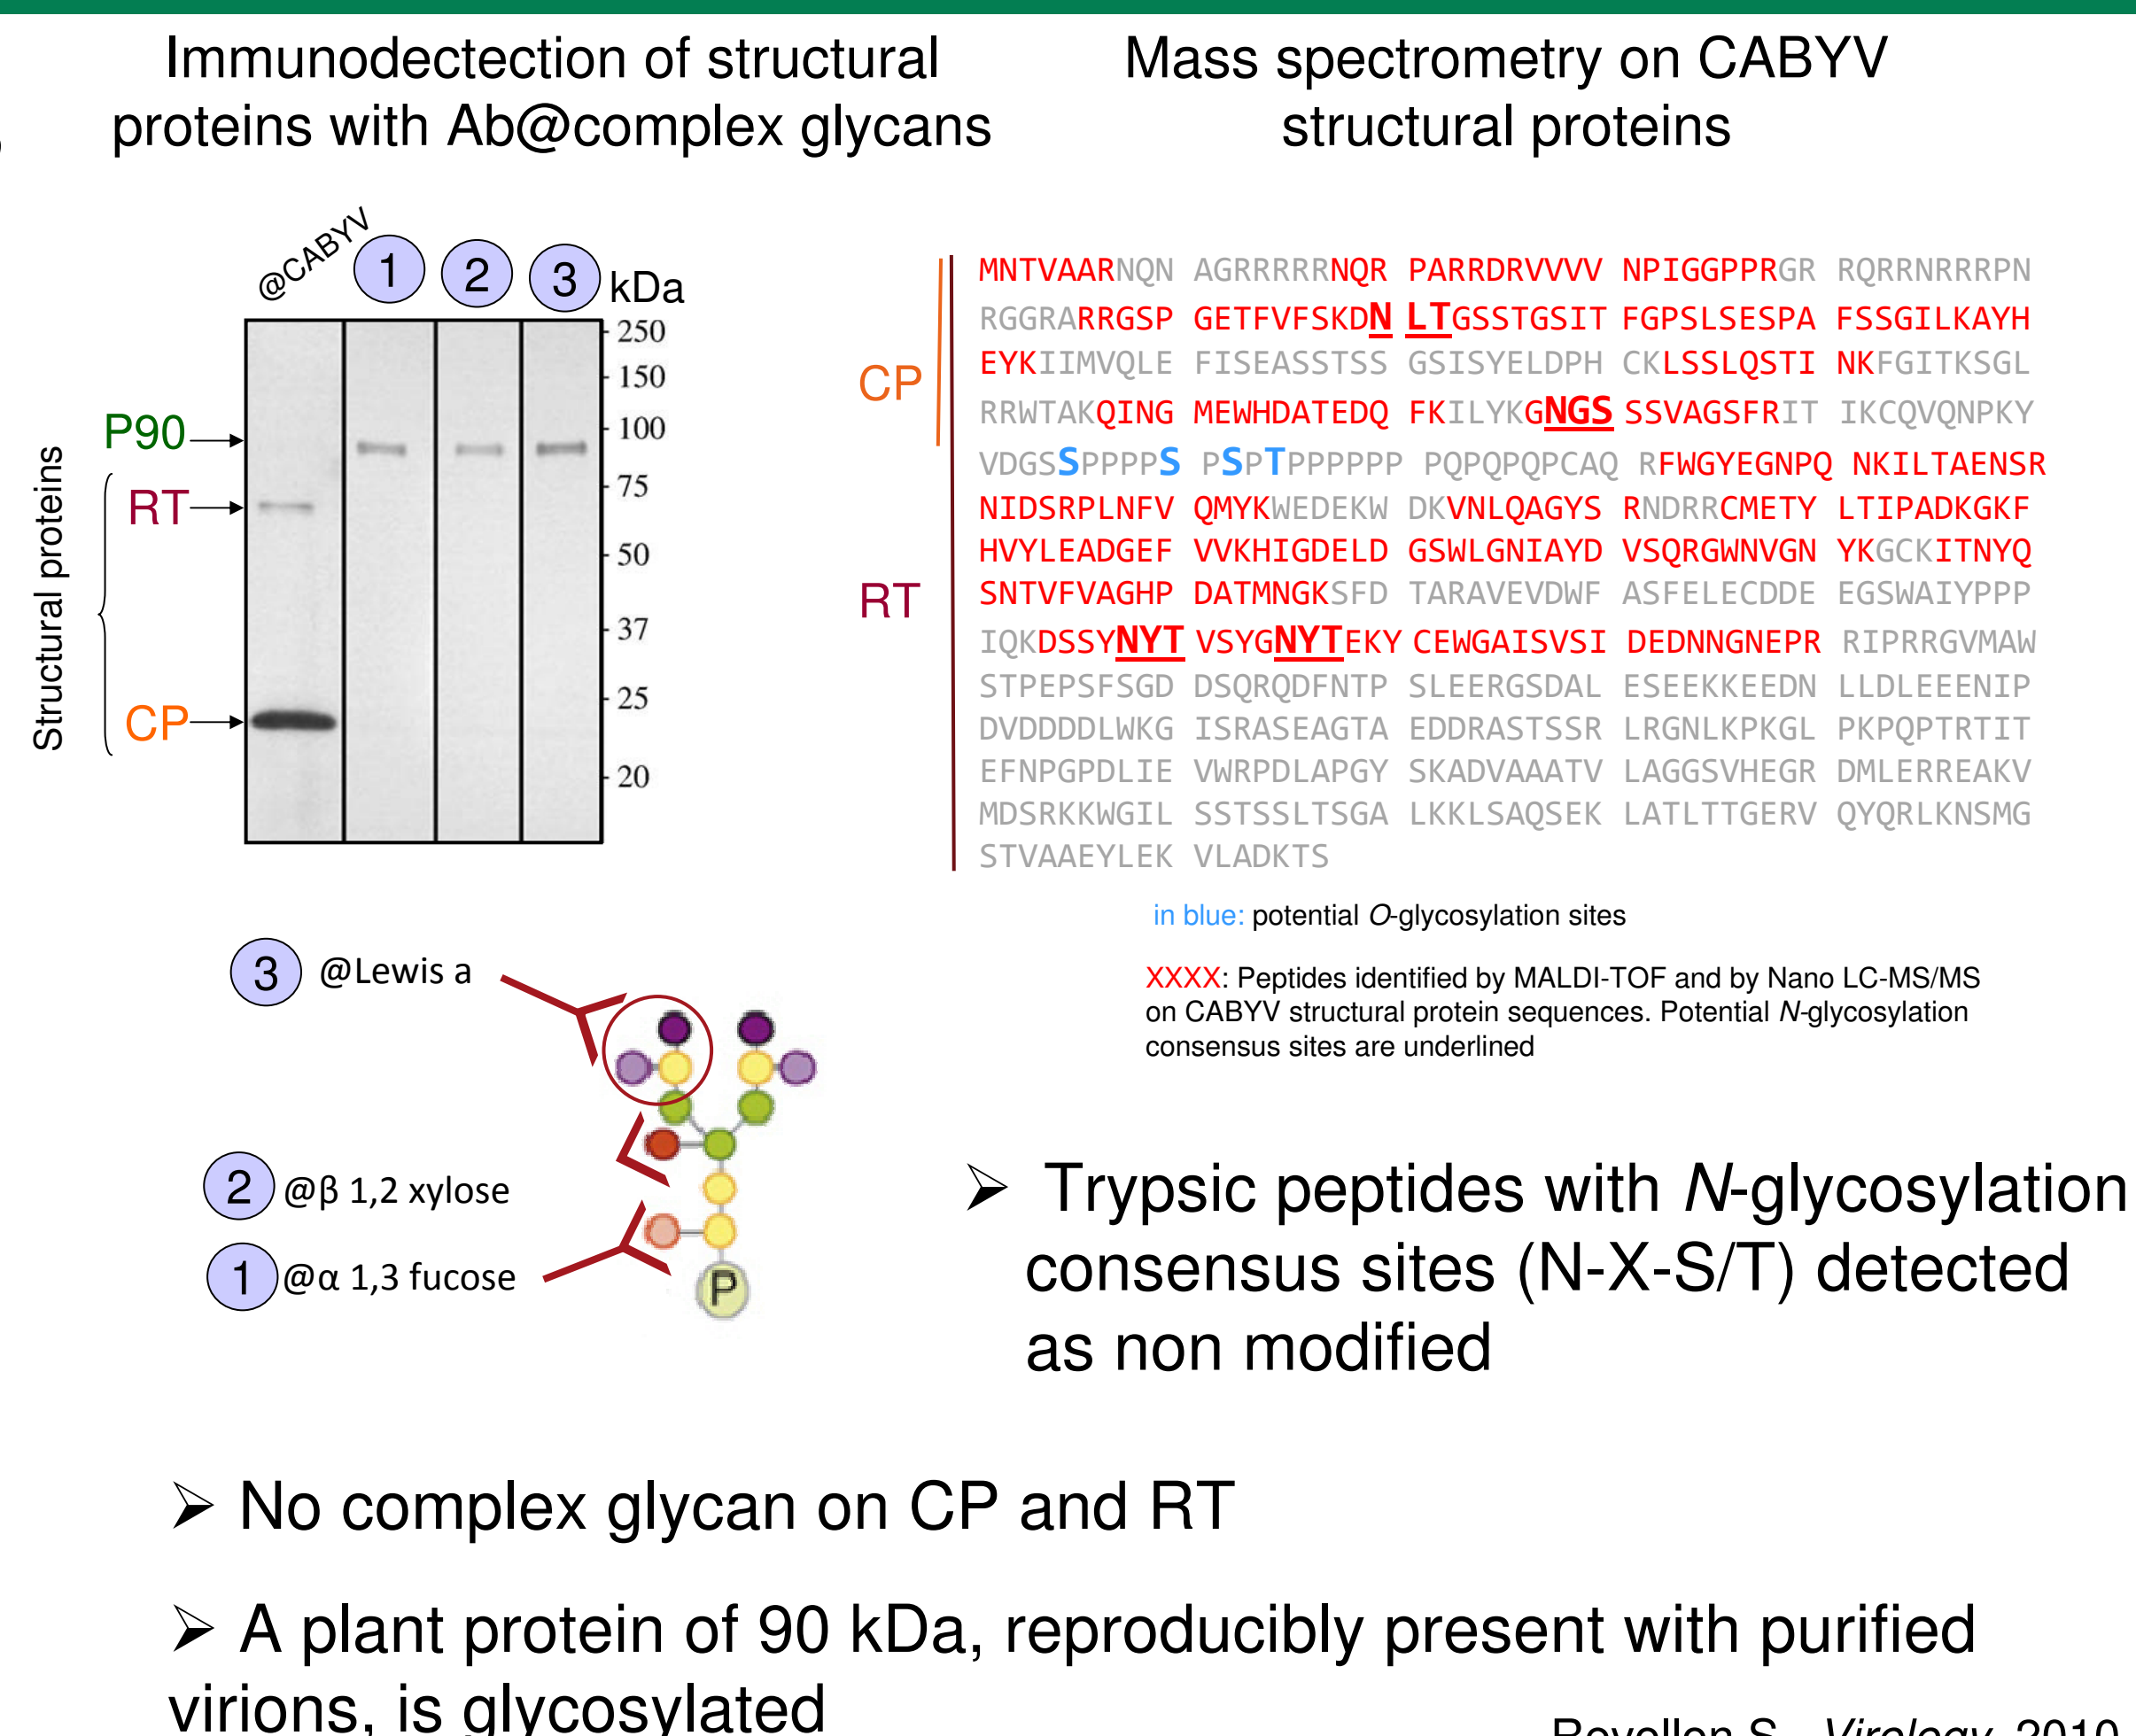 Immunodectection of structural
proteins with Ab@complex glycans
Mass spectrometry on CABYV
structural proteins
@CABYV 1 2 3 kDa
250
150
100
75
50
37
25
20
Structural proteins
P90
RT
CP
CP
RT
MNTVAARNQN AGRRRRRNQR PARRDRVVVV NPIGGPPRGR RQRRNRRRPN
RGGRARRGSP GETFVFSKDN LTGSSTGSIT FGPSLSESPA FSSGILKAYH
EYKIIMVQLE FISEASSTSS GSISYELDPH CKLSSLQSTI NKFGITKSGL
RRWTAKQING MEWHDATEDQ FKILYKGNGS SSVAGSFRIT IKCQVQNPKY
VDGSSPPPPS PSPTPPPPPP PQPQPQPCAQ RFWGYEGNPQ NKILTAENSR
NIDSRPLNFV QMYKWEDEKW DKVNLQAGYS RNDRRCMETY LTIPADKGKF
HVYLEADGEF VVKHIGDELD GSWLGNIAYD VSQRGWNVGN YKGCKITNYQ
SNTVFVAGHP DATMNGKSFD TARAVEVDWF ASFELECDDE EGSWAIYPPP
IQKDSSYNYT VSYGNYTEKY CEWGAISVSI DEDNNGNEPR RIPRRGVMAW
STPEPSFSGD DSQRQDFNTP SLEERGSDAL ESEEKKEEDN LLDLEEENIP
DVDDDDLWKG ISRASEAGTA EDDRASTSSR LRGNLKPKGL PKPQPTRTIT
EFNPGPDLIE VWRPDLAPGY SKADVAAATV LAGGSVHEGR DMLERREAKV
MDSRKKWGIL SSTSSLTSGA LKKLSAQSEK LATLTTGERV QYQRLKNSMG
STVAAEYLEK VLADKTS
in blue: potential O-glycosylation sites
XXXX: Peptides identified by MALDI-TOF and by Nano LC-MS/MS
on CABYV structural protein sequences. Potential N-glycosylation
consensus sites are underlined
3 @Lewis a
2 @β 1,2 xylose
1 @α 1,3 fucose
P
➢ Trypsic peptides with N-glycosylation
consensus sites (N-X-S/T) detected
as non modified
➢ No complex glycan on CP and RT
➢ A plant protein of 90 kDa, reproducibly present with purified
virions, is glycosylated
S., Virology, 2010